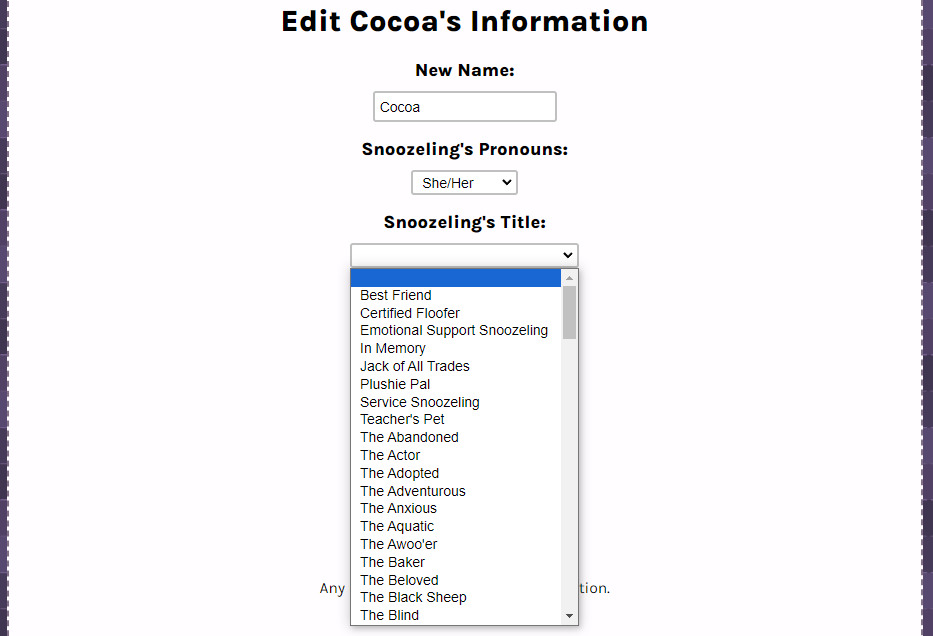 Edit Cocoa's Information
New Name:
Cocoa
Snoozeling's Pronouns:
She/Her
Snoozeling's Title:
Best Friend
Certified Floofer
Emotional Support Snoozeling
In Memory
Jack of All Trades
Plushie Pal
Service Snoozeling
Teacher's Pet
The Abandoned
The Actor
The Adopted
The Adventurous
The Anxious
The Aquatic
The Awoo'er
The Baker
The Beloved
The Black Sheep
The Blind
Any tion.